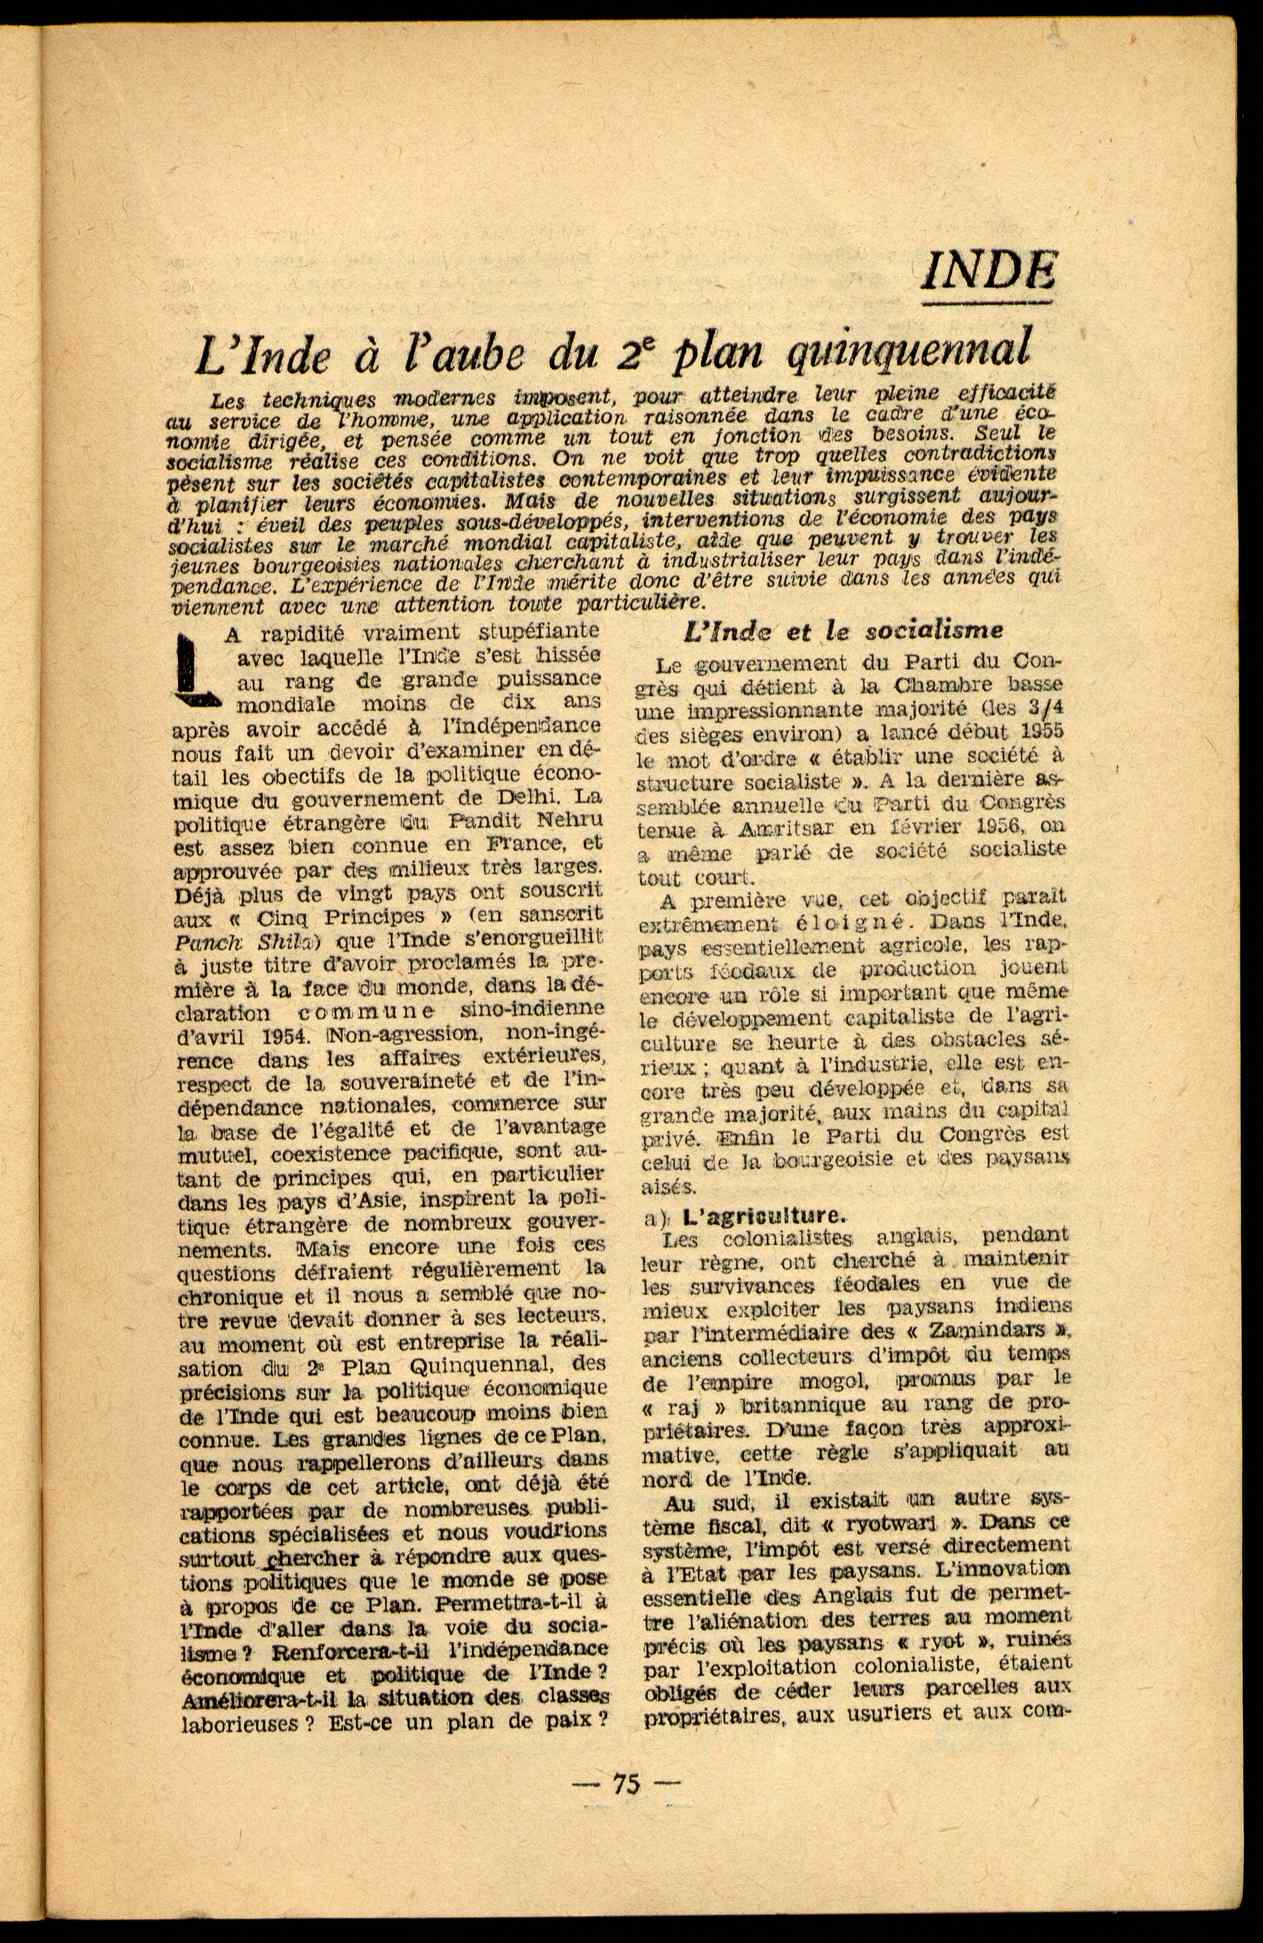 INDE
L'Inde à l'aube du 2e plan quinquennal
Les techniques modernes imposent, pour atteindre leur pleine efficacité
au service de l'homme, une application raisonnée dans le cadre d'une éco-
nomie dirigée, et pensée comme un tout en fonction des besoins. Seul le
socialisme réalise ces conditions. On ne voit que trop quelles contradictions
pèsent sur les sociétés capitalistes contemporaines et leur impuissance évidente
à planifier leurs économies. Mais de nouvelles situations surgissent aujour-
d'hui : éveil des peuples sous-développés, interventions de l'économie des pays
socialistes sur le marché mondial capitaliste, aide que peuvent y trouver les
jeunes bourgeoisies nationales cherchant à industrialiser leur pays dans l'indé-
pendance. L'expérience de l'Inde mérite donc d'être suivie dans les années qui
viennent avec une attention toute particulière.
LA rapidité vraiment stupéfiante
avec laquelle l'Inde s'est hissée
au rang de grande puissance
mondiale moins de dix ans
après avoir accédé à l'indépendance
nous fait un devoir d'examiner en dé-
tail les obectifs de la politique écono-
mique du gouvernement de Delhi. La
politique étrangère du Pandit Nehru
est assez bien connue en France, et
approuvée par des milieux très larges.
Déjà plus de vingt pays ont souscrit
aux « Cinq Principes » (en sanscrit
Panch Shila) que l'Inde s'enorgueillit
à juste titre d'avoir proclamés la pre-
mière à la face du monde, dans la dé-
claration commune sino-indienne
d'avril 1954. Non-agression, non-ingé-
rence dans les affaires extérieures,
respect de la souveraineté et de l'in-
dépendance nationales, commerce sur
la base de l'égalité et de l'avantage
mutuel, coexistence pacifique, sont au-
tant de principes qui, en particulier
dans les pays d'Asie, inspirent la poli-
tique étrangère de nombreux gouver-
nements. Mais encore une fois ces
questions défraient régulièrement la
chronique et il nous a semblé que no-
tre revue devait donner à ses lecteurs,
au moment où est entreprise la réali-
sation du 2e Plan Quinquennal, des
précisions sur la politique économique
de l'Inde qui est beaucoup moins bien
connue. Les grandes lignes de ce Plan,
que nous rappellerons d'ailleurs dans
le corps de cet article, ont déjà été
rapportées par de nombreuses publi-
cations spécialisées et nous voudrions
surtout chercher à répondre aux ques-
tions politiques que le monde se pose
à propos de ce Plan. Permettra-t-il à
l'Inde d'aller dans la voie du socia-
lisme ? Renforcera-t-il l'indépendance
économique et politique de l'Inde ?
Améliorera-t-il la situation des classes
laborieuses ? Est-ce un plan de paix ?
L'Inde et le socialisme
Le gouvernement du Parti du Con-
grès qui détient à la Chambre basse
une impressionnante majorité (les 3/4
des sièges environ) a lancé début 1955
le mot d'ordre « établir une société à
structure socialiste ». A la dernière as-
semblée annuelle du Parti du Congrès
tenue à Amritsar en février 1956, on
a même parlé de société socialiste
tout court.
A première vue, cet objectif paraît
extrêmement éloigné. Dans l'Inde,
pays essentiellement agricole, les rap-
ports féodaux de production jouent
encore un rôle si important que même
le développement capitaliste de l'agri-
culture se heurte à des obstacles sé-
rieux ; quant à l'industrie, elle est en-
core très peu développée et, dans sa
grande majorité, aux mains du capital
privé. Enfin le Parti du Congrès est
celui de la bourgeoisie et des paysans
aisés.
a) L'agriculture.
Les colonialistes anglais, pendant
leur règne, ont cherché à maintenir
les survivances féodales en vue de
mieux exploiter les paysans indiens
par l'intermédiaire des « Zamindars »,
anciens collecteurs d'impôt du temps
de l'empire mogol, promus par le
« raj » britannique au rang de pro-
priétaires. D'une façon très approxi-
mative, cette règle s'appliquait au
nord de l'Inde.
Au sud, il existait un autre sys-
tème fiscal, dit « ryotwari ». Dans ce
système, l'impôt est versé directement
à l'Etat par les paysans. L'innovation
essentielle des Anglais fut de permet-
tre l'aliénation des terres au moment
précis où les paysans « ryot », ruinés
par l'exploitation colonialiste, étaient
obligés de céder leurs parcelles aux
propriétaires, aux usuriers et aux com-
— 75 —